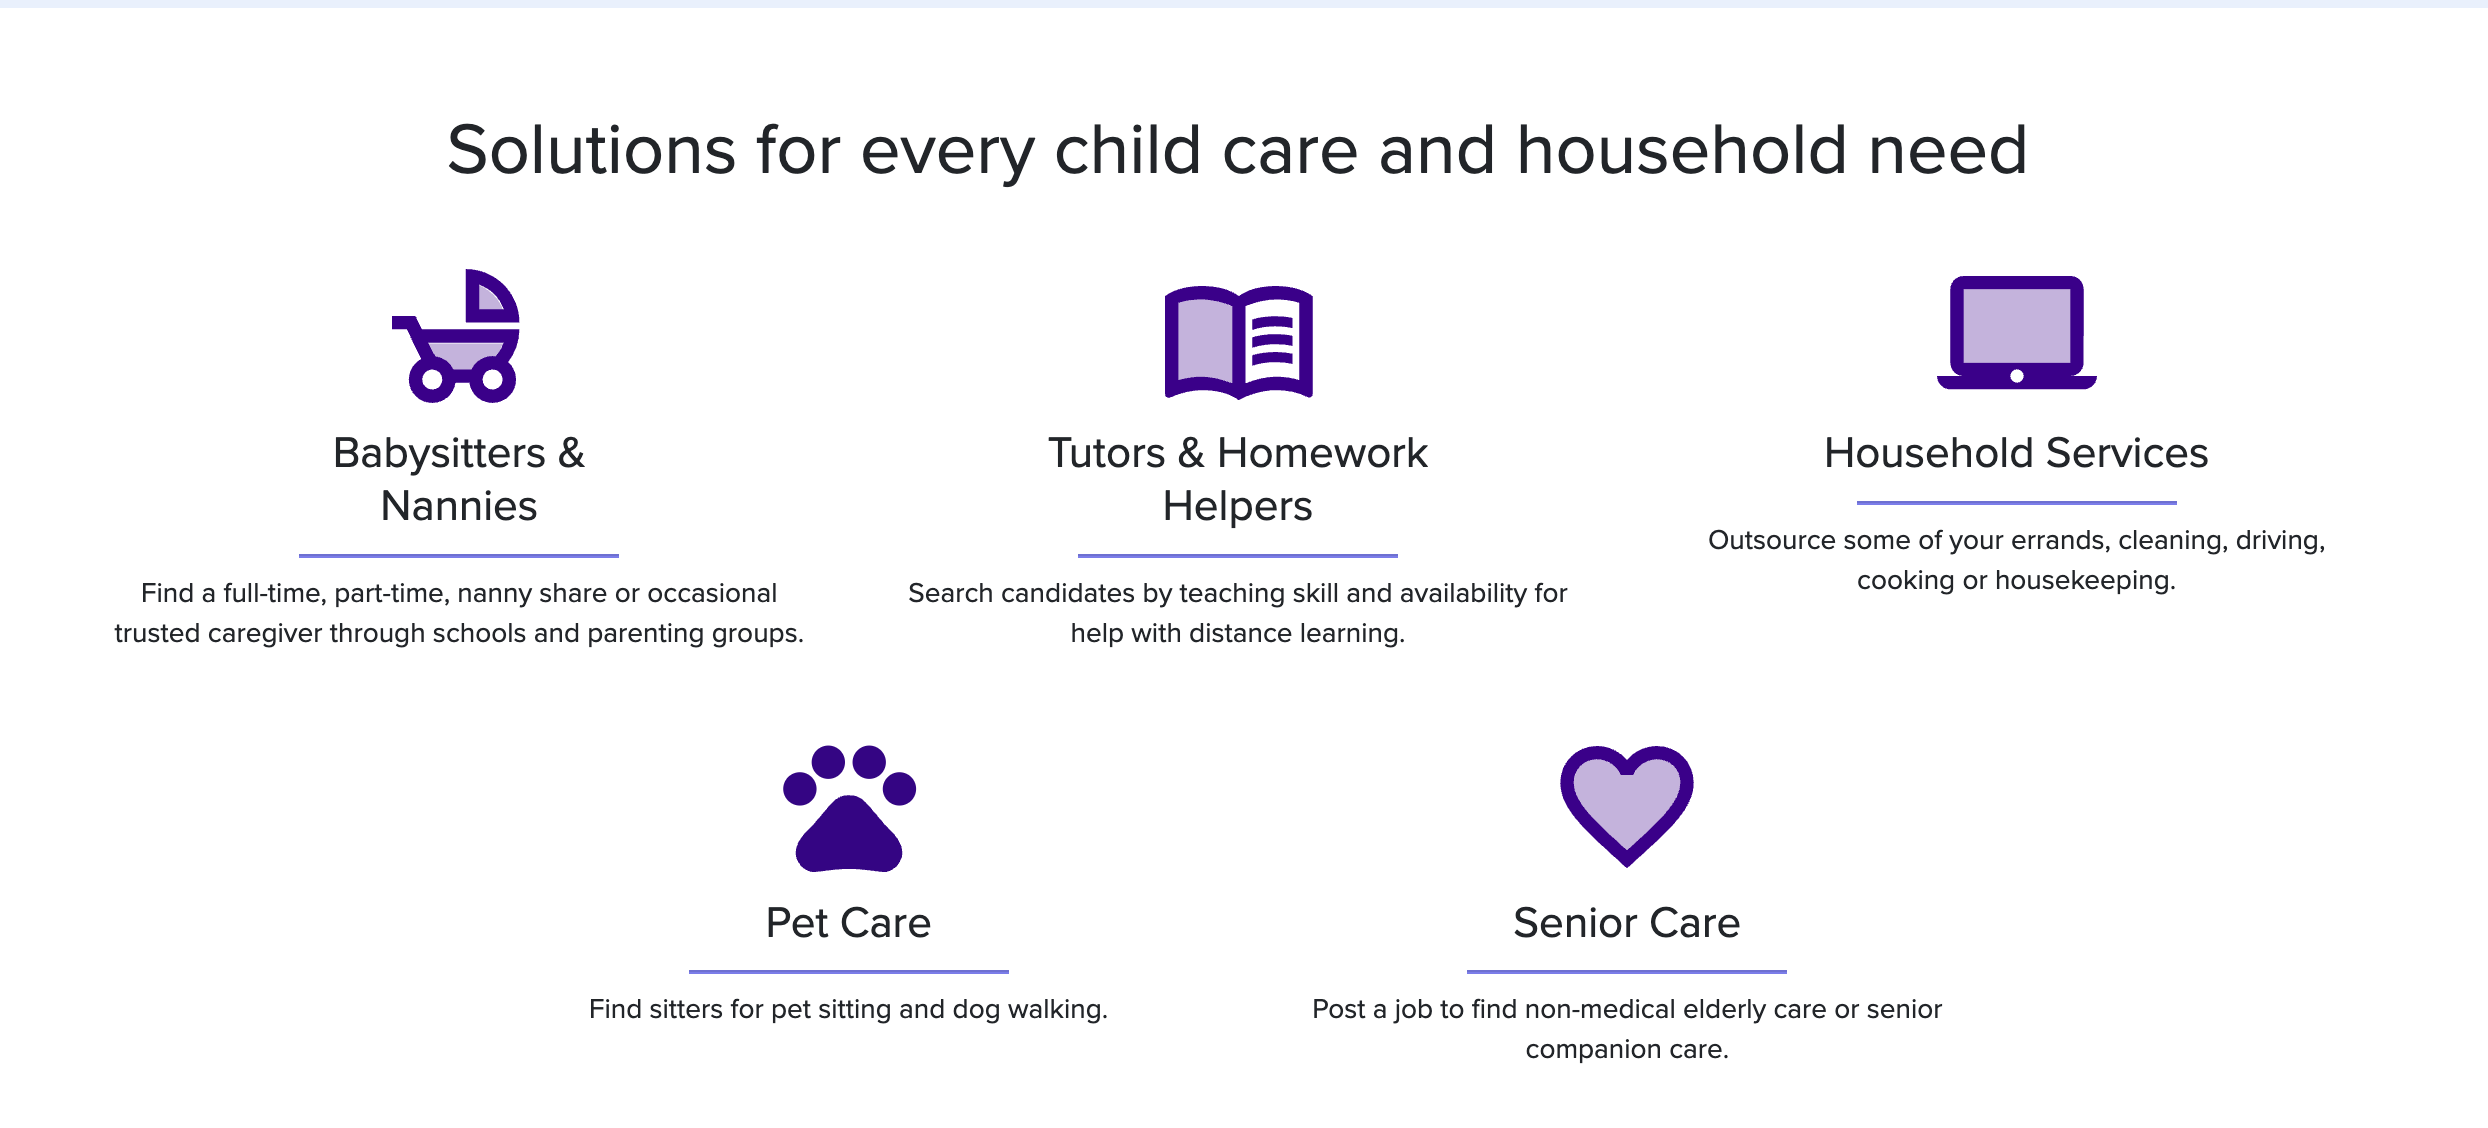 Solutions for every child care and household need
Babysitters &
Nannies
Find a full-time, part-time, nanny share or occasional
trusted caregiver through schools and parenting groups.
Tutors & Homework
Helpers
Search candidates by teaching skill and availability for
help with distance learning.
Household Services
Outsource some of your errands, cleaning, driving,
cooking or housekeeping.
Pet Care
Find sitters for pet sitting and dog walking.
Senior Care
Post a job to find non-medical elderly care or senior
companion care.